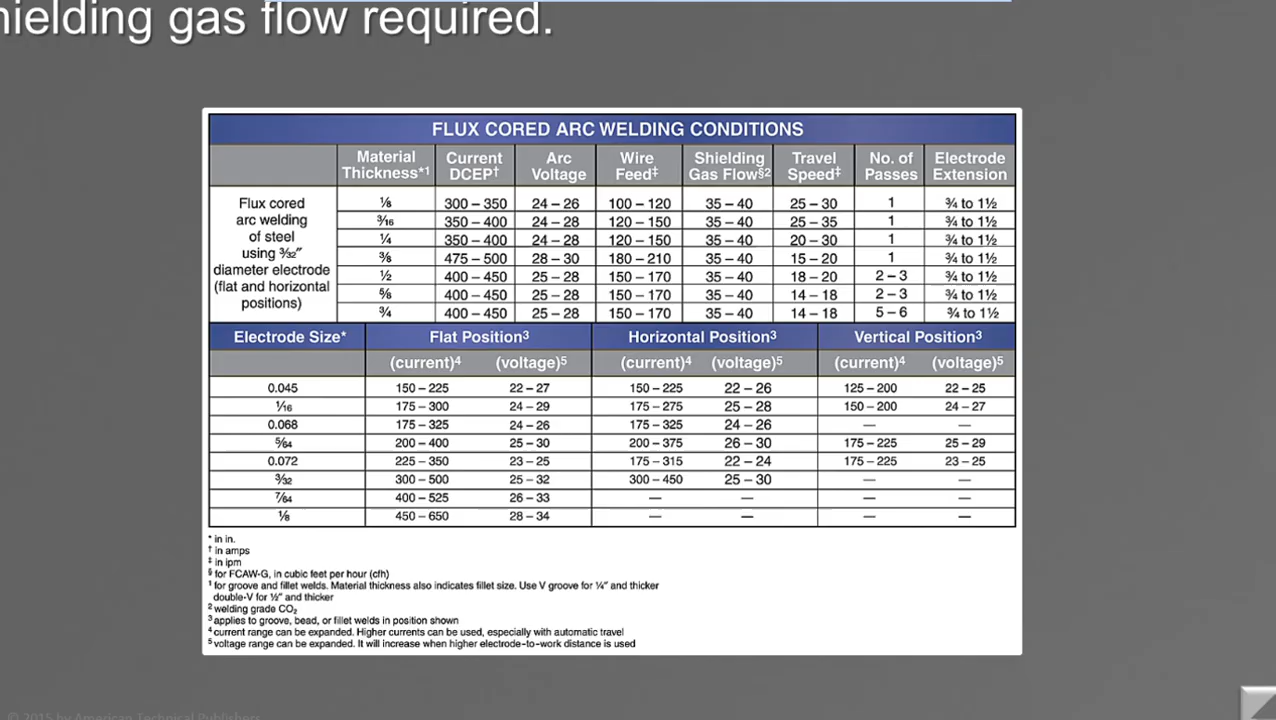 hielding gas flow required.
FLUX CORED ARC WELDING CONDITIONS
Material Thickness*1 Current DCEP† Arc Voltage Wire Feed‡ Shielding Gas Flow§2 Travel Speed‡ No. of Passes Electrode Extension
Flux cored
arc welding
of steel
using 3⁄32″
diameter electrode
(flat and horizontal
positions)
1⁄8 300 – 350 24 – 26 100 – 120 35 – 40 25 – 30 1 ¾ to 1½
3⁄16 350 – 400 24 – 28 120 – 150 35 – 40 25 – 35 1 ¾ to 1½
¼ 350 – 400 24 – 28 120 – 150 35 – 40 20 – 30 1 ¾ to 1½
3⁄8 475 – 500 28 – 30 180 – 210 35 – 40 15 – 20 1 ¾ to 1½
½ 400 – 450 25 – 28 150 – 170 35 – 40 18 – 20 2 – 3 ¾ to 1½
5⁄8 400 – 450 25 – 28 150 – 170 35 – 40 14 – 18 2 – 3 ¾ to 1½
¾ 400 – 450 25 – 28 150 – 170 35 – 40 14 – 18 5 – 6 ¾ to 1½
Electrode Size* Flat Position3 Horizontal Position3 Vertical Position3
(current)4 (voltage)5 (current)4 (voltage)5 (current)4 (voltage)5
0.045 150 – 225 22 – 27 150 – 225 22 – 26 125 – 200 22 – 25
1⁄16 175 – 300 24 – 29 175 – 275 25 – 28 150 – 200 24 – 27
0.068 175 – 325 24 – 26 175 – 325 24 – 26 — —
5⁄64 200 – 400 25 – 30 200 – 375 26 – 30 175 – 225 25 – 29
0.072 225 – 350 23 – 25 175 – 315 22 – 24 175 – 225 23 – 25
3⁄32 300 – 500 25 – 32 300 – 450 25 – 30 — —
7⁄64 400 – 525 26 – 33 — — — —
1⁄8 450 – 650 28 – 34 — — — —
* in in.
† in amps
‡ in ipm
§ for FCAW-G, in cubic feet per hour (cfh)
1 for groove and fillet welds. Material thickness also indicates fillet size. Use V groove for ¼″ and thicker
double-V for ½″ and thicker
2 welding grade CO2
3 applies to groove, bead, or fillet welds in position shown
4 current range can be expanded. Higher currents can be used, especially with automatic travel
5 voltage range can be expanded. It will increase when higher electrode-to-work distance is used
© 2015 by American Technical Publishers